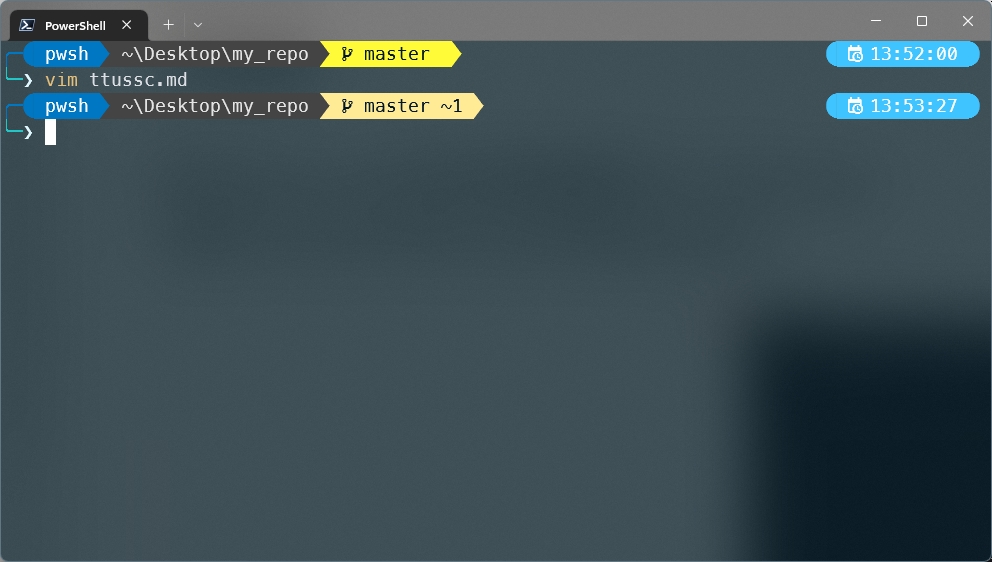 PowerShell
pwsh ~\Desktop\my_repo master 13:52:00
❯ vim ttussc.md
pwsh ~\Desktop\my_repo master ~1 13:53:27
❯